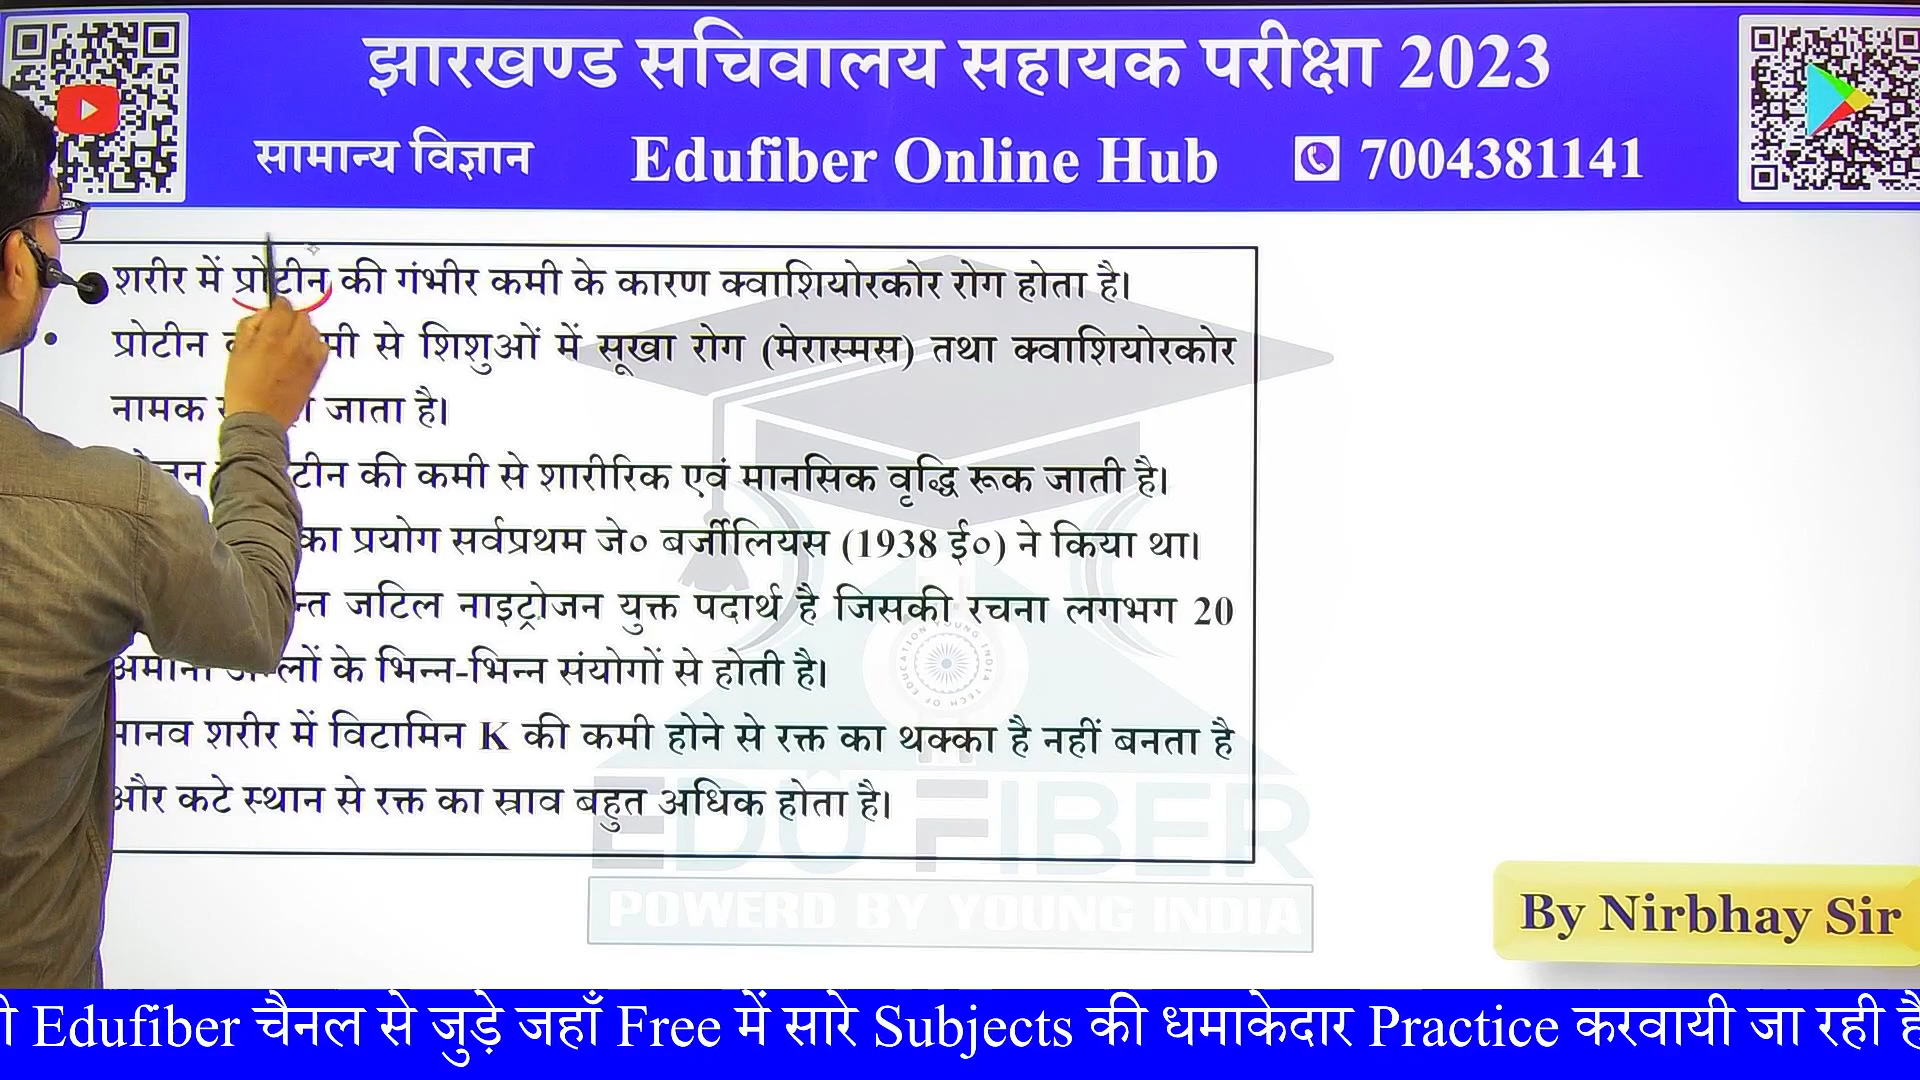 झारखण्ड सचिवालय सहायक परीक्षा 2023
सामान्य विज्ञान Edufiber Online Hub 7004381141
शरीर में प्रोटीन की गंभीर कमी के कारण क्वाशियोरकोर रोग होता है।
प्रोटीन से शिशुओं में सूखा रोग (मेरास्मस) तथा क्वाशियोरकोर
नामक जाता है।
की कमी से शारीरिक एवं मानसिक वृद्धि रूक जाती है।
का प्रयोग सर्वप्रथम जे० बर्जीलियस (1938 ई०) ने किया था।
जटिल नाइट्रोजन युक्त पदार्थ है जिसकी रचना लगभग 20
के भिन्न-भिन्न संयोगों से होती है।
मानव शरीर में विटामिन K की कमी होने से रक्त का थक्का है नहीं बनता है
और कटे स्थान से रक्त का स्राव बहुत अधिक होता है।
EDUFIBER
POWERD BY YOUNG INDIA
By Nirbhay Sir
Edufiber चैनल से जुड़े जहाँ Free में सारे Subjects की धमाकेदार Practice करवायी जा रही है